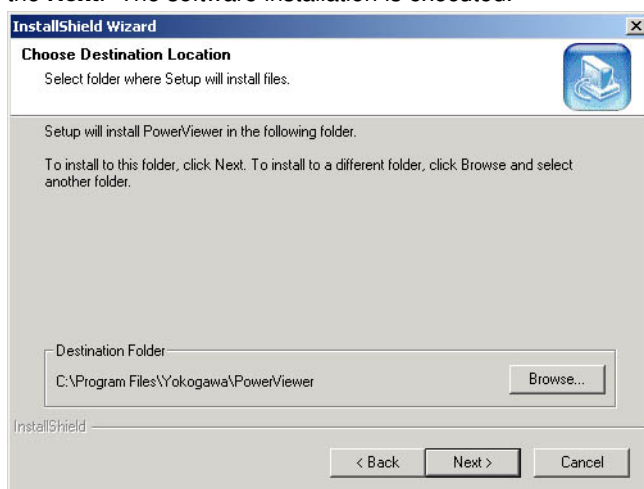 the Next. The software installation is executed.
InstallShield Wizard
Choose Destination Location
Select folder where Setup will install files.
Setup will install PowerViewer in the following folder.
To install to this folder, click Next. To install to a different folder, click Browse and select
another folder.
Destination Folder
C:\Program Files\Yokogawa\PowerViewer
Browse...
InstallShield
< Back
Next >
Cancel